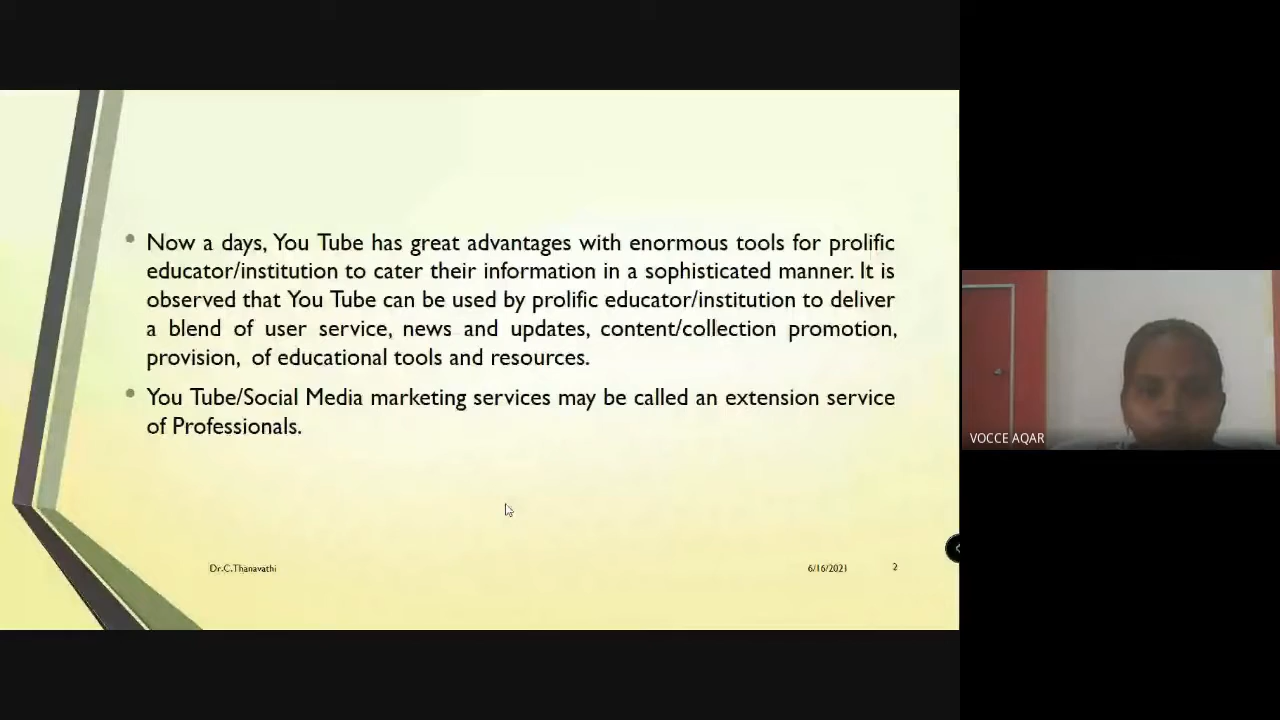 Now a days, You Tube has great advantages with enormous tools for prolific
educator/institution to cater their information in a sophisticated manner. It is
observed that You Tube can be used by prolific educator/institution to deliver
a blend of user service, news and updates, content/collection promotion,
provision, of educational tools and resources.
You Tube/Social Media marketing services may be called an extension service
of Professionals.
Dr.C.Thanavathi
6/16/2021
2
VOCCE AQAR